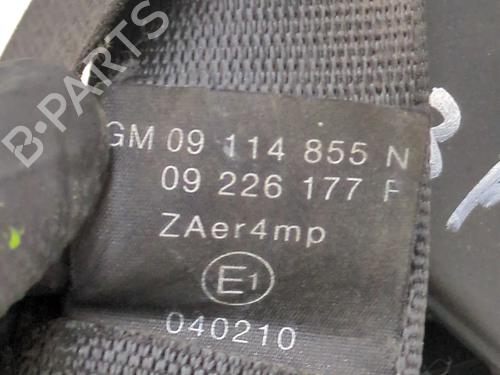 GM 09 114 855 N
09 226 177 F
ZAer4mp
E1
040210
B-PARTS